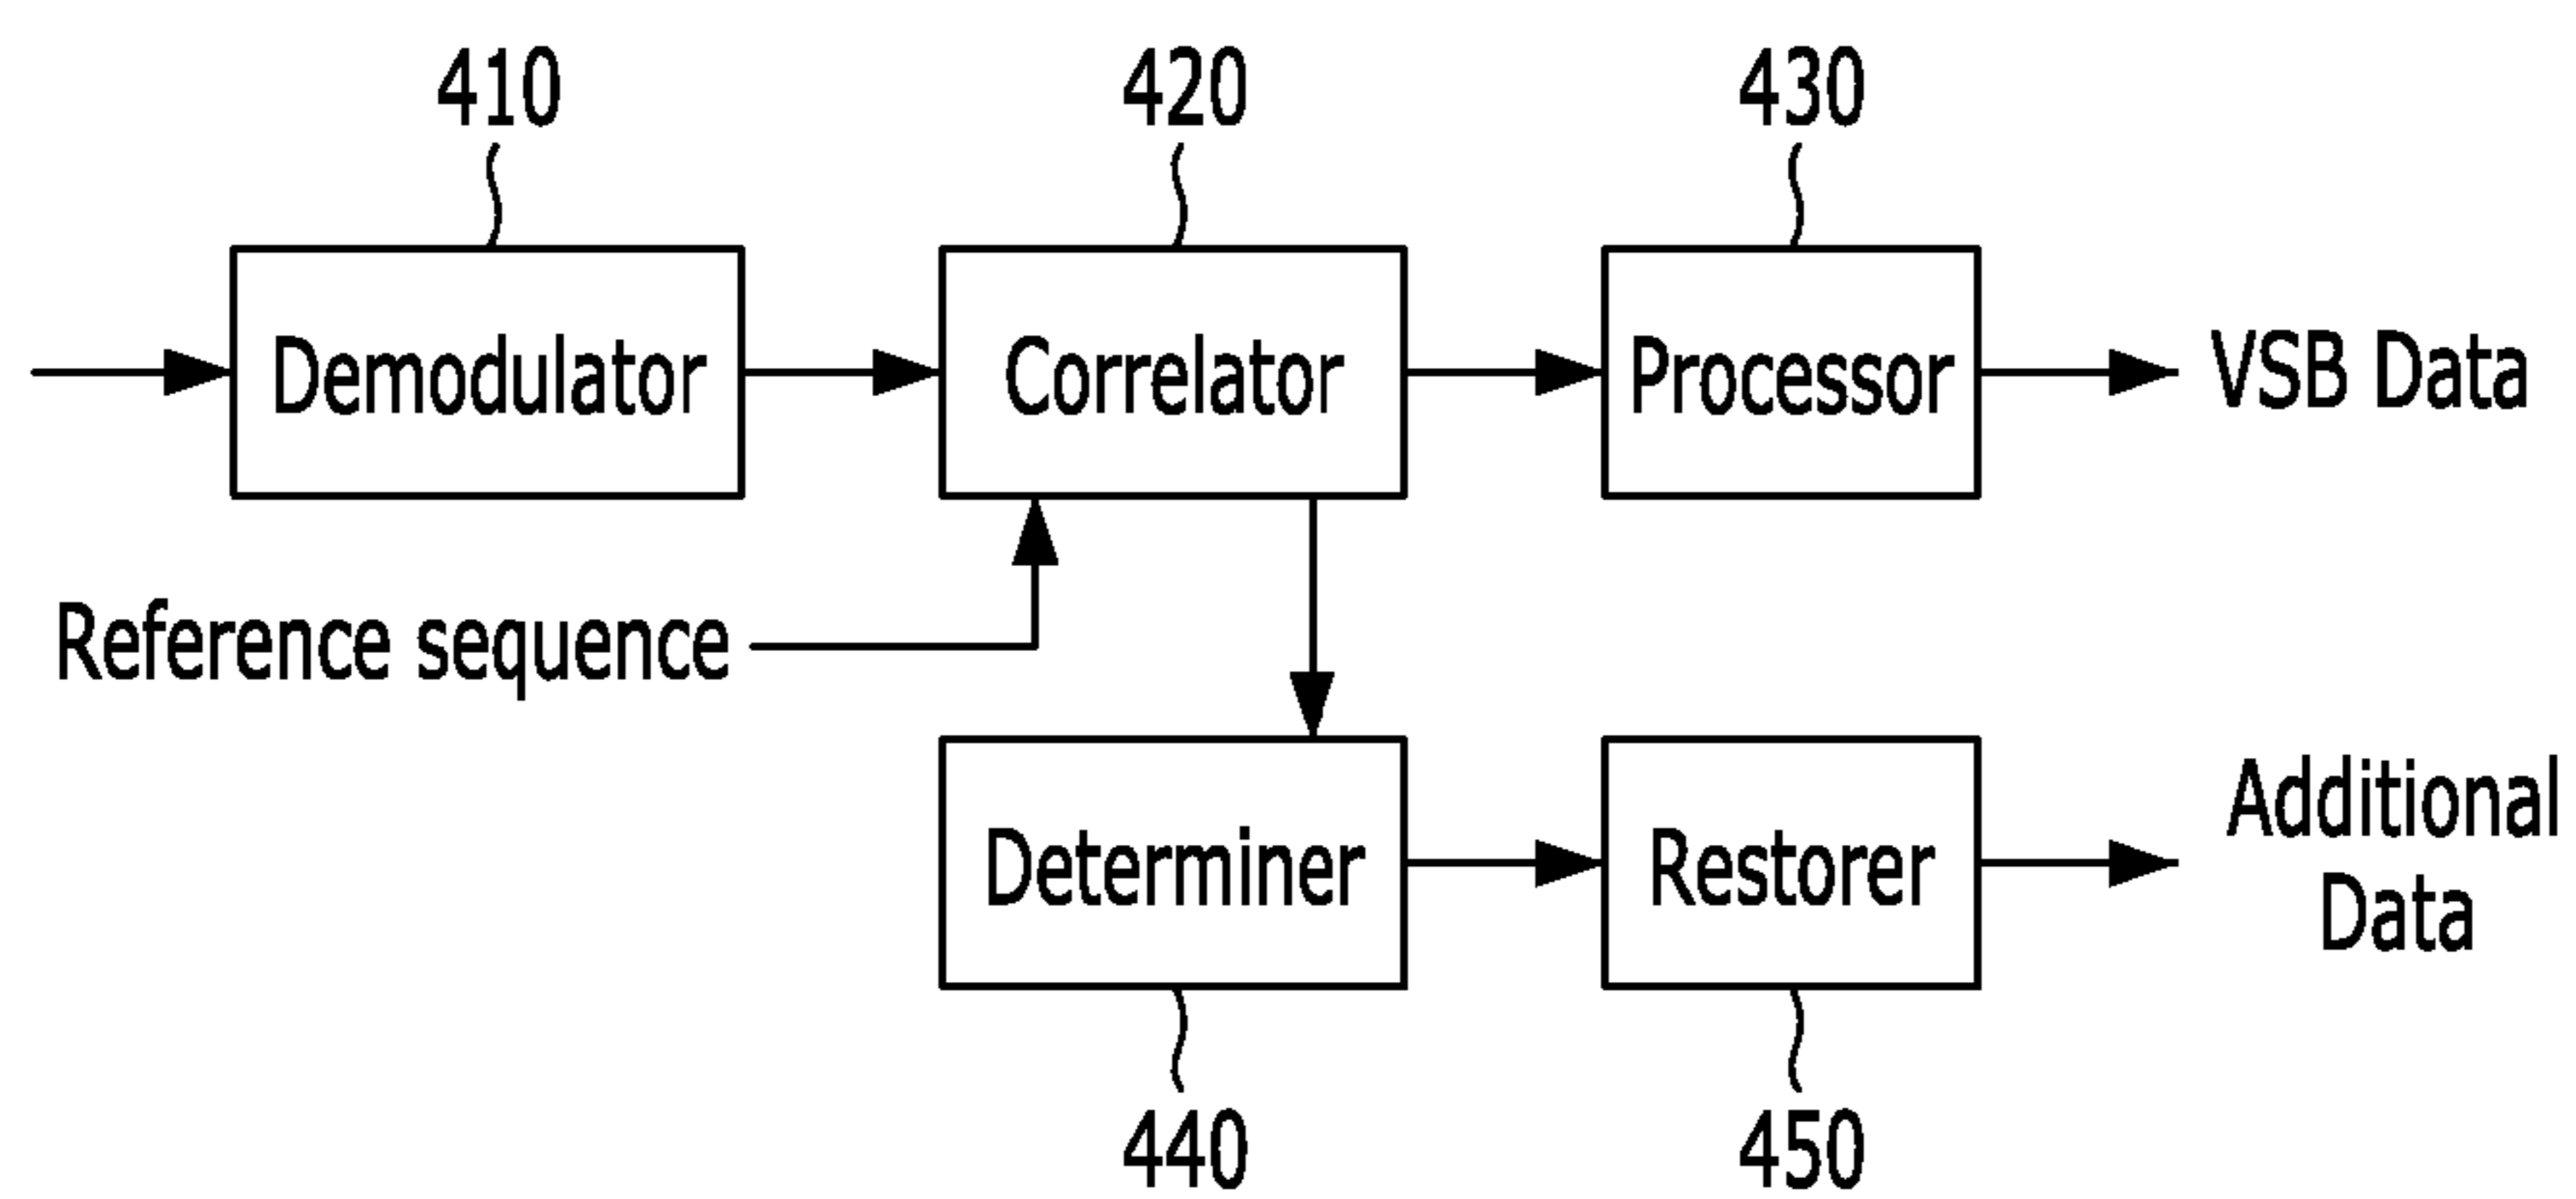 410
420
430
Demodulator
Correlator
Processor
VSB Data
Reference sequence
Determiner
Restorer
Additional
Data
440
450